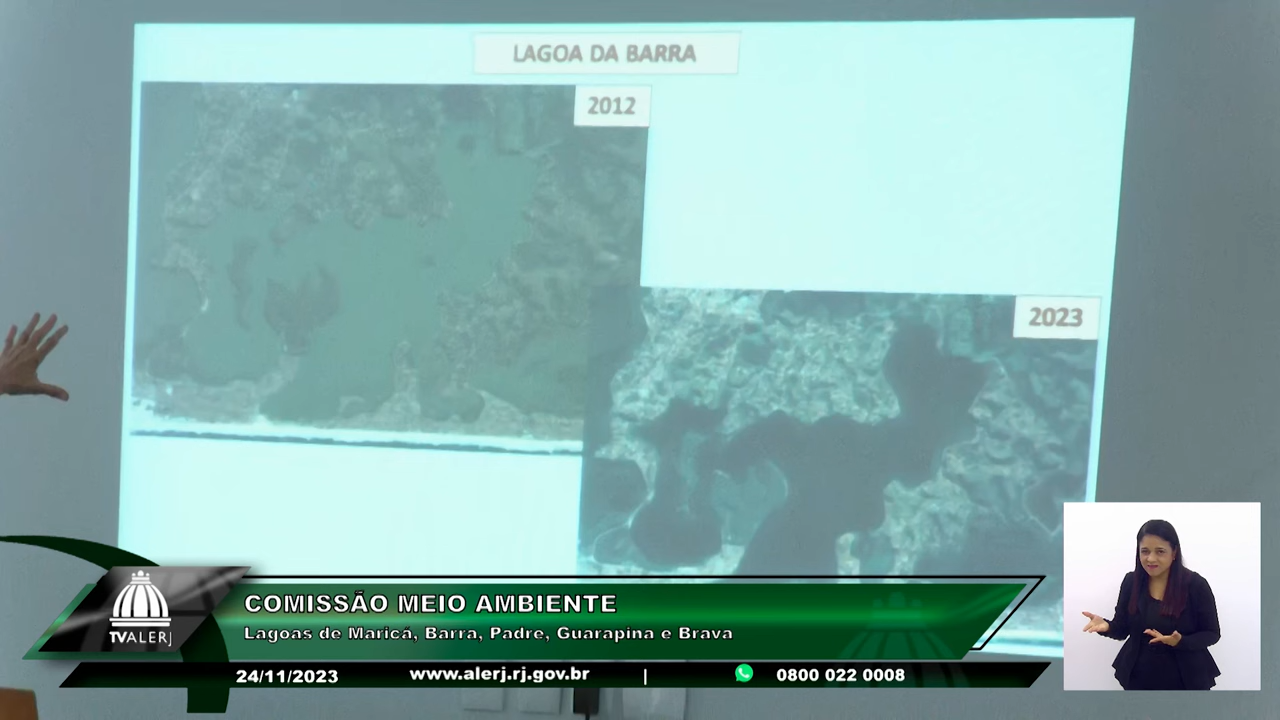 LAGOA DA BARRA
2012
2023
COMISSÃO MEIO AMBIENTE
Lagoas de Maricá, Barra, Padre, Guarapina e Brava
TVALERJ
24/11/2023 www.alerj.rj.gov.br | 0800 022 0008